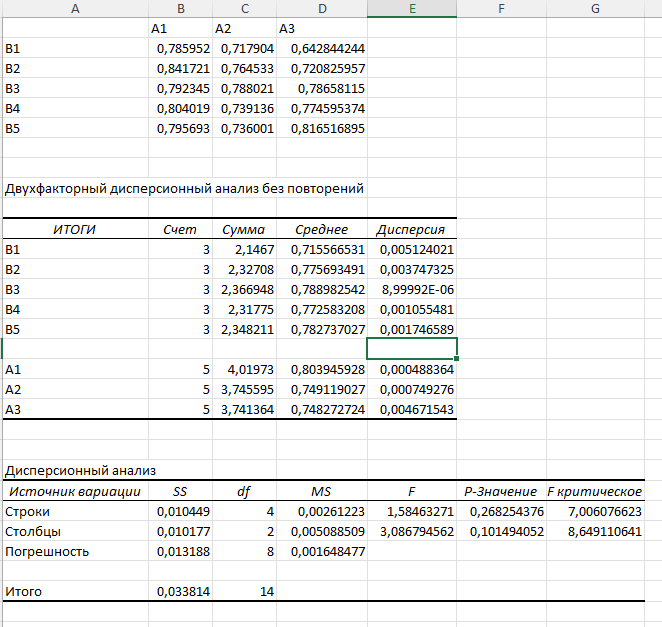 A B C D E F G
A1 A2 A3
B1 0,785952 0,717904 0,642844244
B2 0,841721 0,764533 0,720825957
B3 0,792345 0,788021 0,78658115
B4 0,804019 0,739136 0,774595374
B5 0,795693 0,736001 0,816516895
Двухфакторный дисперсионный анализ без повторений
ИТОГИ Счет Сумма Среднее Дисперсия
B1 3 2,1467 0,715566531 0,005124021
B2 3 2,32708 0,775693491 0,003747325
B3 3 2,366948 0,788982542 8,99992E-06
B4 3 2,31775 0,772583208 0,001055481
B5 3 2,348211 0,782737027 0,001746589
A1 5 4,01973 0,803945928 0,000488364
A2 5 3,745595 0,749119027 0,000749276
A3 5 3,741364 0,748272724 0,004671543
Дисперсионный анализ
Источник вариации SS df MS F P-Значение F критическое
Строки 0,010449 4 0,00261223 1,58463271 0,268254376 7,006076623
Столбцы 0,010177 2 0,005088509 3,086794562 0,101494052 8,649110641
Погрешность 0,013188 8 0,001648477
Итого 0,033814 14